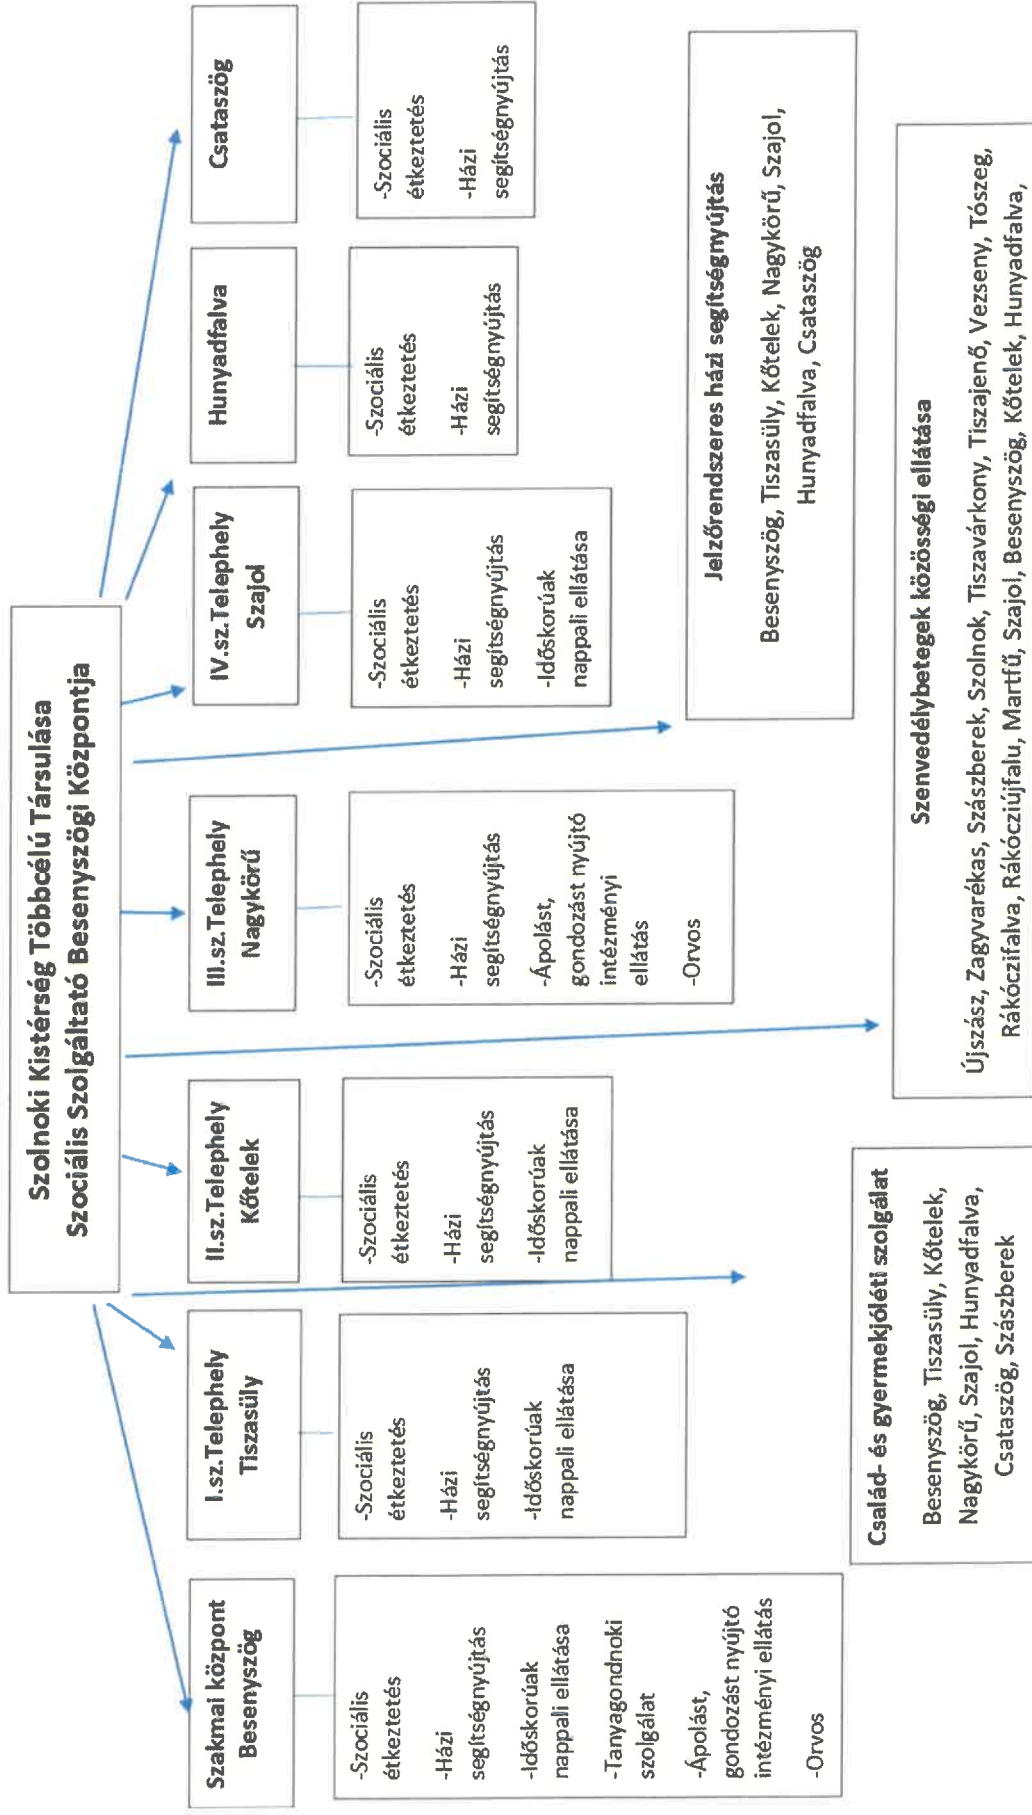 Szolnoki Kistérség Többcélú Társulása
Szociális Szolgáltató Besenyszögi Központja
Szakmai központ
Besenyszög
-Szociális
étkeztetés
-Házi
segítségnyújtás
-Időskorúak
nappali ellátása
-Tanyagondnoki
szolgálat
-Ápolást,
gondozást nyújtó
intézményi ellátás
-Orvos
I.sz.Telephely
Tiszasüly
-Szociális
étkeztetés
-Házi
segítségnyújtás
-Időskorúak
nappali ellátása
II.sz.Telephely
Kőtelek
-Szociális
étkeztetés
-Házi
segítségnyújtás
-Időskorúak
nappali ellátása
III.sz.Telephely
Nagykörű
-Szociális
étkeztetés
-Házi
segítségnyújtás
-Ápolást,
gondozást nyújtó
intézményi
ellátás
-Orvos
IV.sz.Telephely
Szajol
-Szociális
étkeztetés
-Házi
segítségnyújtás
-Időskorúak
nappali ellátása
Hunyadfalva
-Szociális
étkeztetés
-Házi
segítségnyújtás
Csataszög
-Szociális
étkeztetés
-Házi
segítségnyújtás
Jelzőrendszeres házi segítségnyújtás
Besenyszög, Tiszasüly, Kőtelek, Nagykörű, Szajol,
Hunyadfalva, Csataszög
Család- és gyermekjóléti szolgálat
Besenyszög, Tiszasüly, Kőtelek,
Nagykörű, Szajol, Hunyadfalva,
Csataszög, Szászberek
Szenvedélybetegek közösségi ellátása
Újszász, Zagyvarékas, Szászberek, Szolnok, Tiszavárkony, Tiszajenő, Vezseny, Tószeg,
Rákóczifalva, Rákócziújfalu, Martfű, Szajol, Besenyszög, Kőtelek, Hunyadfalva,